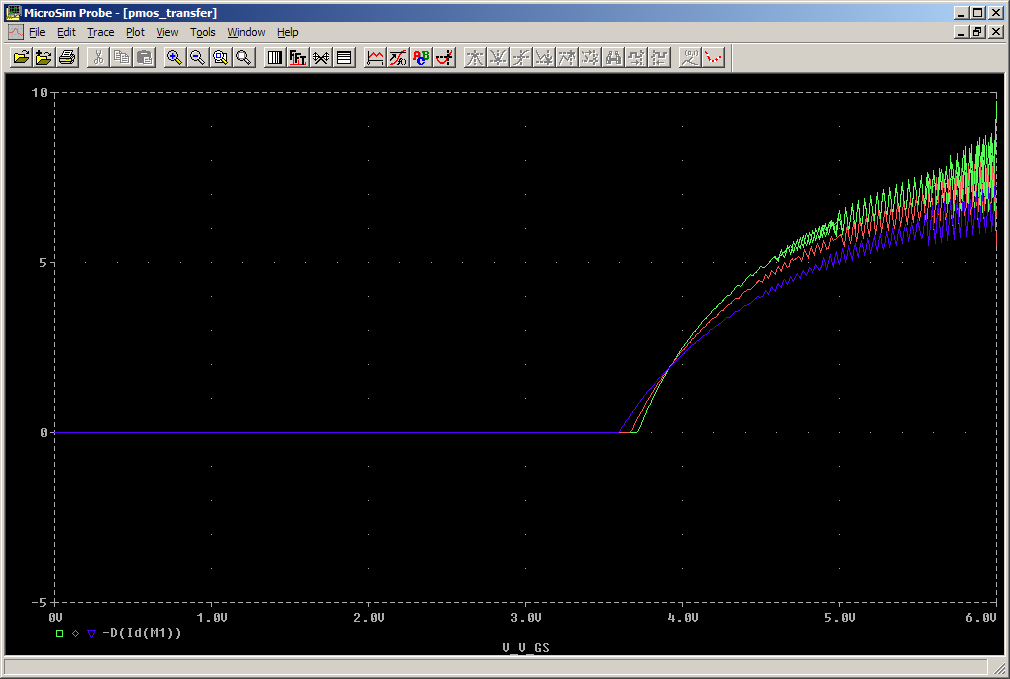 MicroSim Probe - [pmos_transfer]
File Edit Trace Plot View Tools Window Help
10
5
0
-5
0V 1.0V 2.0V 3.0V 4.0V 5.0V 6.0V
-D(Id(M1))
V_V_GS